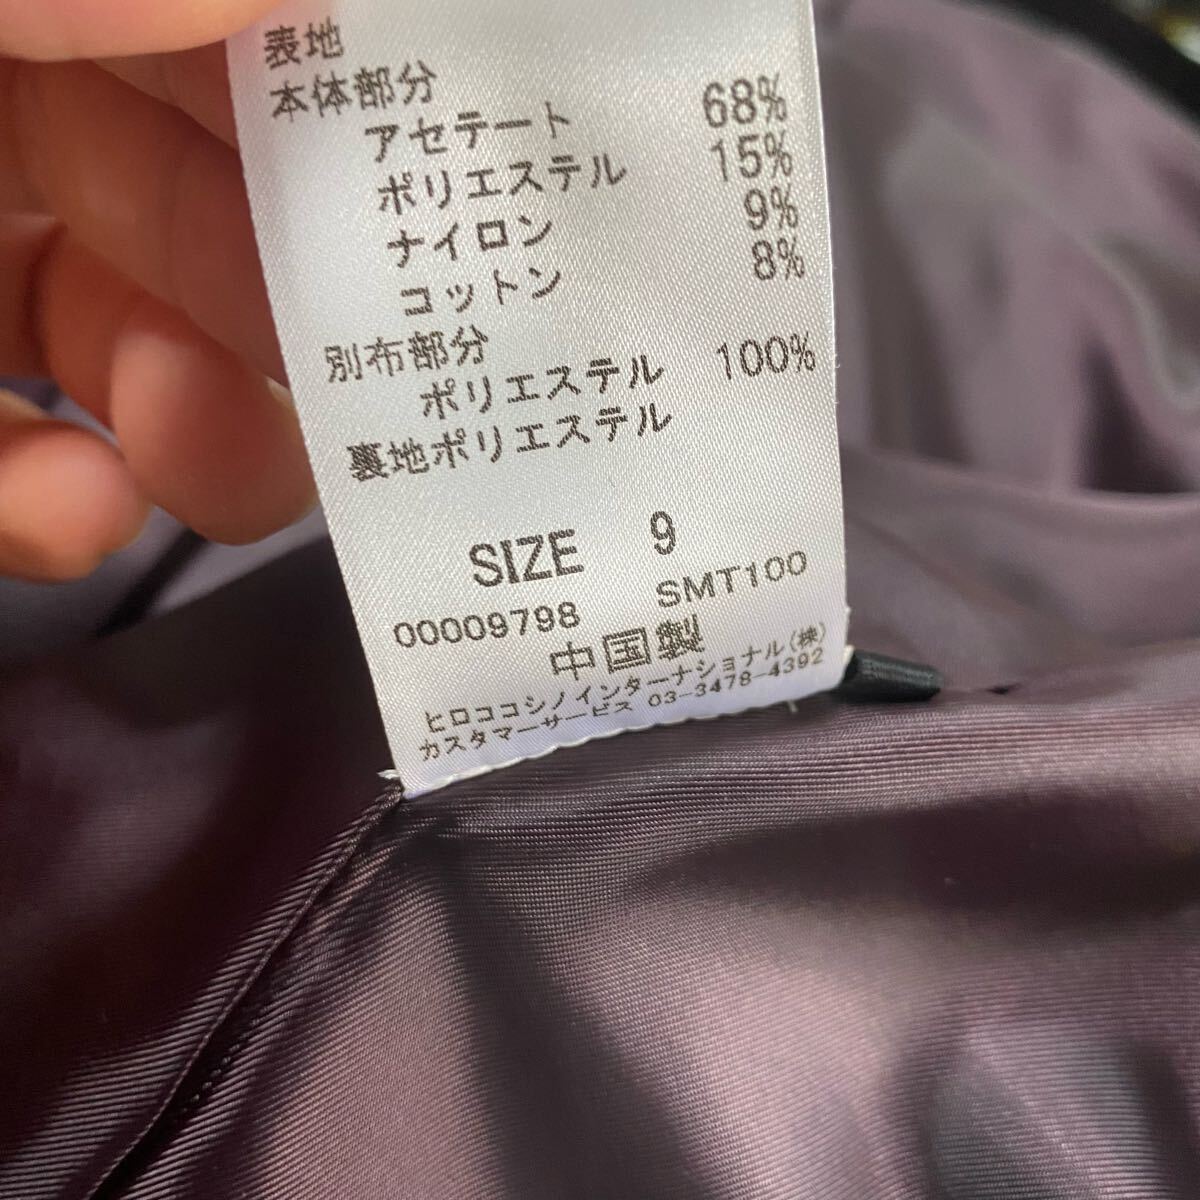 表地
本体部分
アセテート 68%
ポリエステル 15%
ナイロン 9%
コットン 8%
別布部分
ポリエステル 100%
裏地ポリエステル
SIZE 9
00009798 SMT100
中国製
ヒロココシノインターナショナル(株)
カスタマーサービス 03-3478-4392